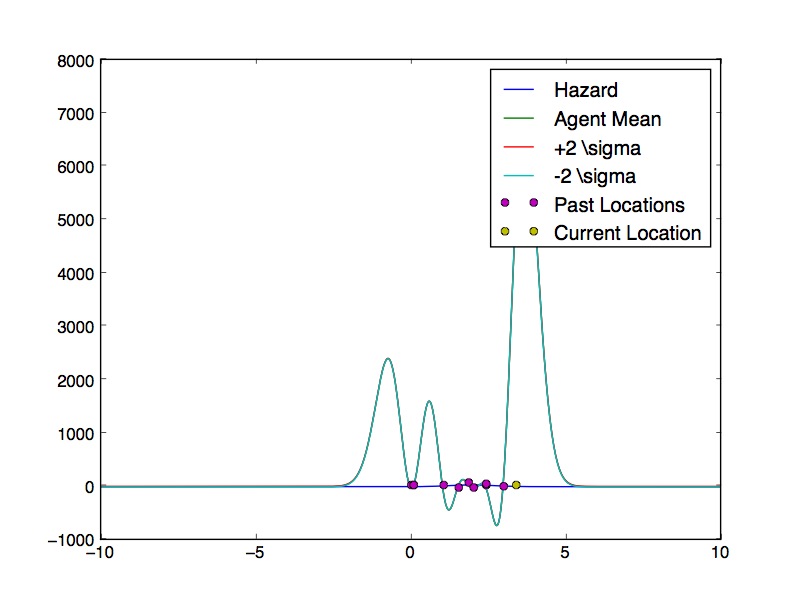 8000
7000
6000
5000
4000
3000
2000
1000
0
−1000
−10
−5
0
5
10
Hazard
Agent Mean
+2 \sigma
-2 \sigma
Past Locations
Current Location